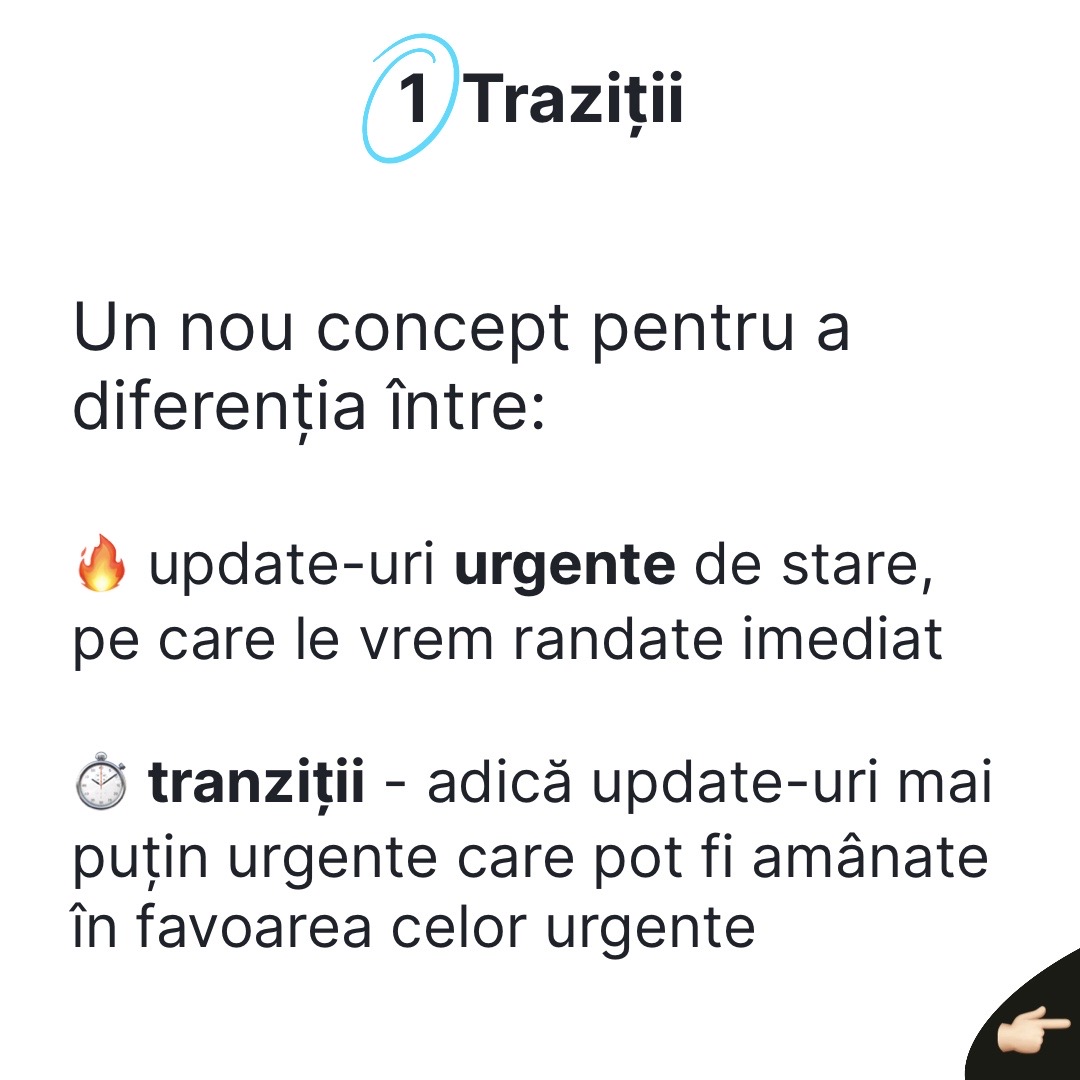 1 Traziții
Un nou concept pentru a
diferenția între:
🔥 update-uri urgente de stare,
pe care le vrem randate imediat
⏱ tranziții - adică update-uri mai
puțin urgente care pot fi amânate
în favoarea celor urgente